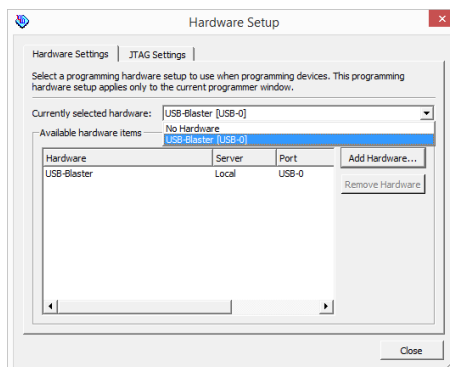 Hardware Setup
×
Hardware Settings
JTAG Settings
Select a programming hardware setup to use when programming devices. This programming
hardware setup applies only to the current programmer window.
Currently selected hardware:
USB-Blaster [USB-0]
No Hardware
USB-Blaster [USB-0]
Available hardware items
Hardware
Server
Port
USB-Blaster
Local
USB-0
Add Hardware...
Remove Hardware
Close